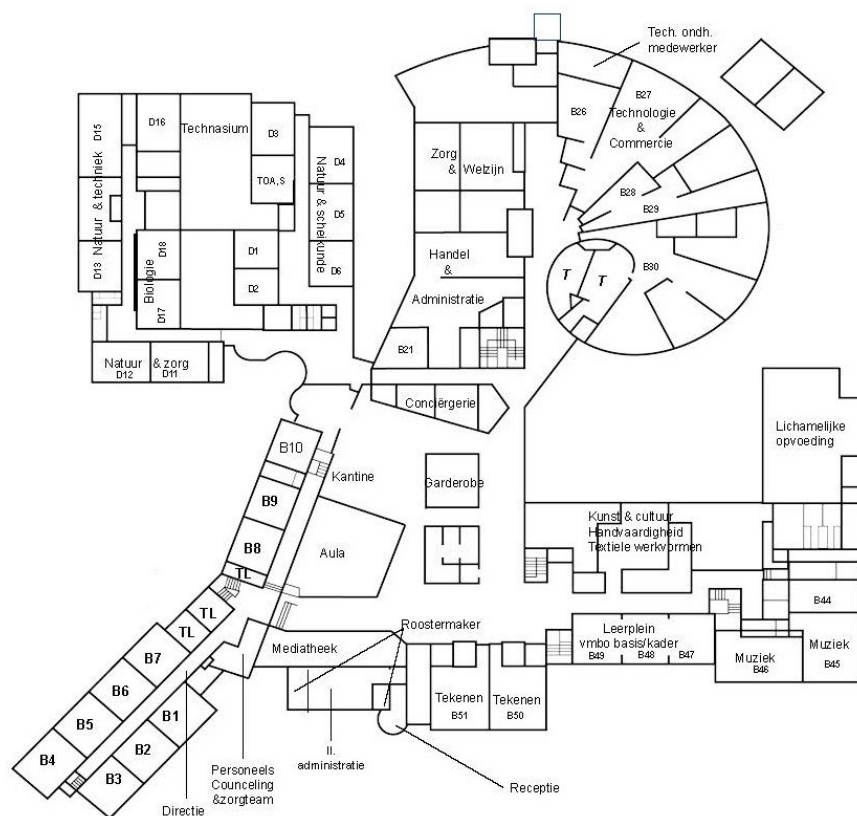 Tech. ondh.
medewerker
D15
D16
Technasium
D3
TOA,S
Natuur & techniek
D13
D18
Biologie
D17
D1
D2
Natuur & scheikunde
D4
D5
D6
Natuur & zorg
D12 D11
Zorg
& Welzijn
Handel
&
Administratie
B21
B26
B27
Technologie
&
Commercie
B28
B29
B30
T
T
Conciërgerie
Lichamelijke
opvoeding
B10
Kantine
Garderobe
B9
B8
Aula
TL
TL
TL
Kunst & cultuur
Handvaardigheid
Textiele werkvormen
B44
Roostermaker
Mediatheek
Leerplein
vmbo basis/kader
B49 B48 B47
Muziek
B46
Muziek
B45
B7
B6
B5
B4
B1
B2
B3
Tekenen
B51
Tekenen
B50
II.
administratie
Personeels
Counceling
&zorgteam
Directie
Receptie